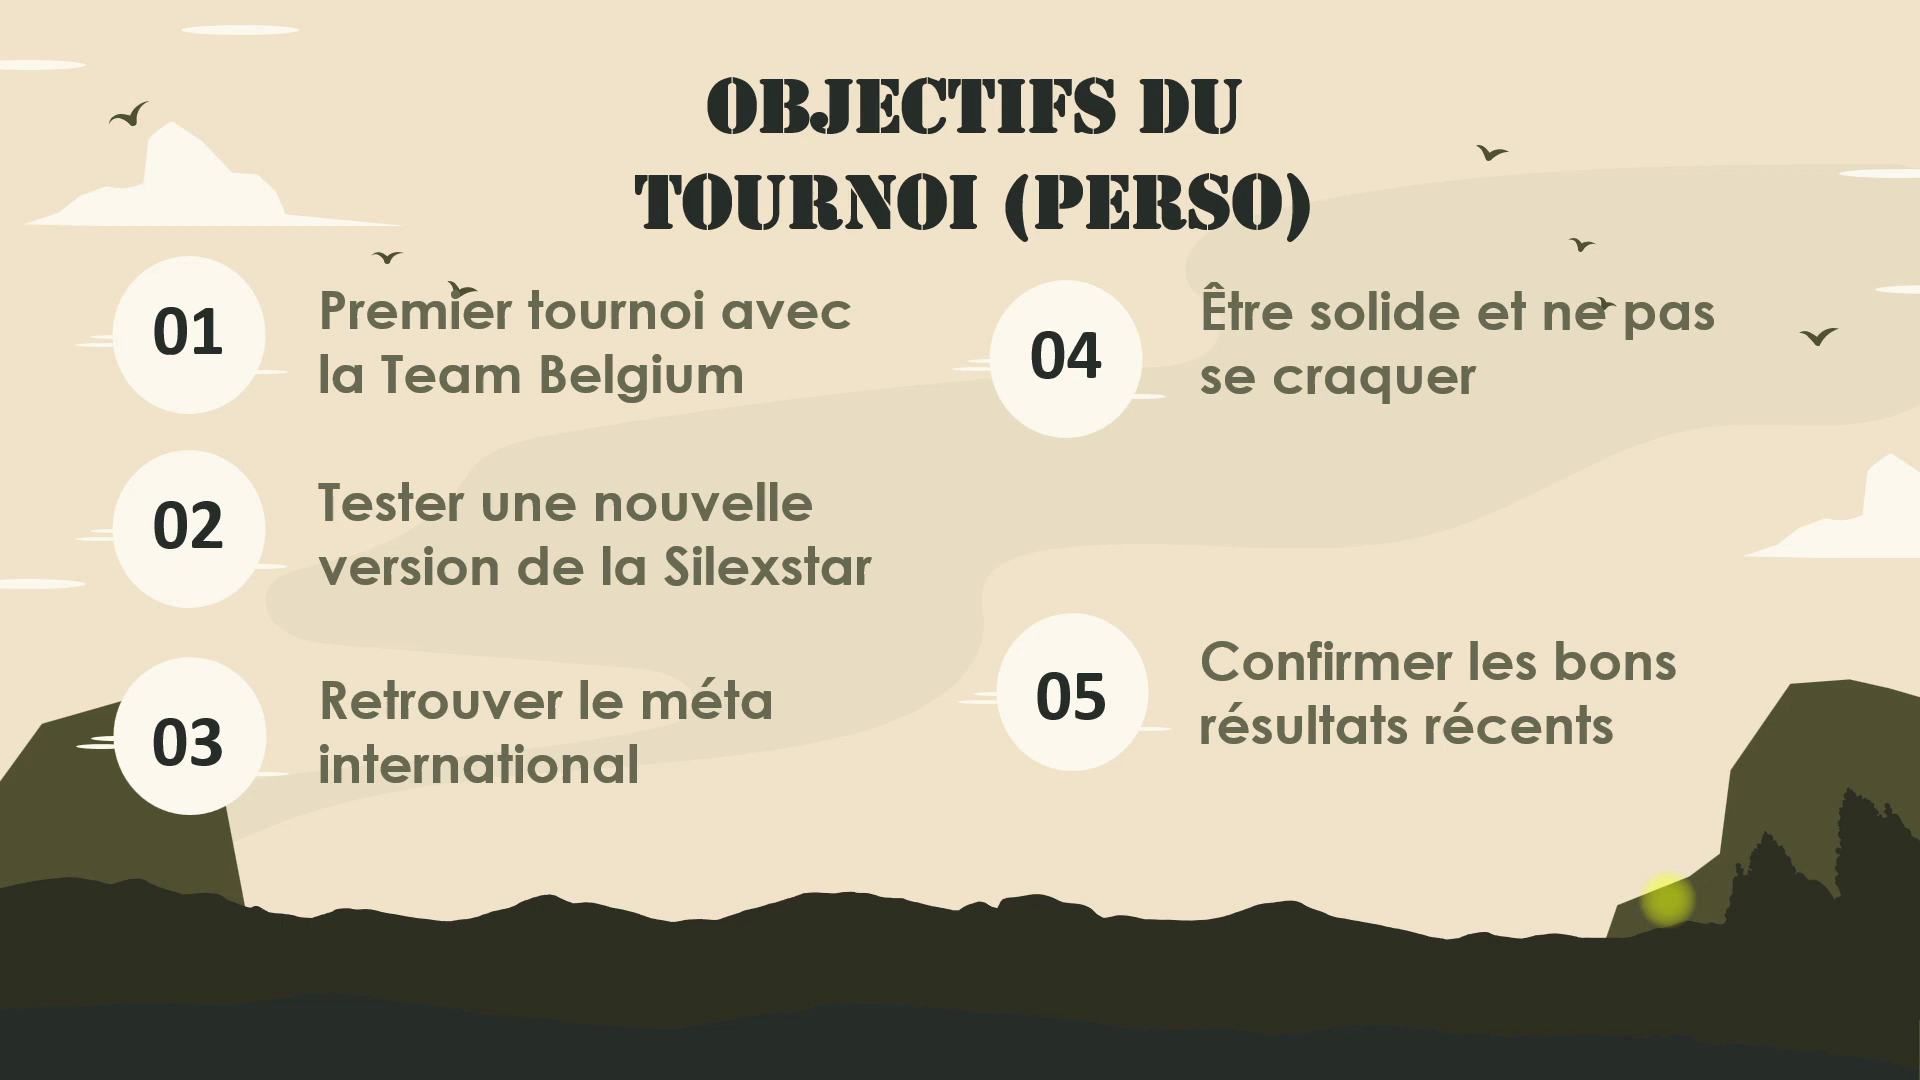 OBJECTIFS DU
TOURNOI (PERSO)
01
Premier tournoi avec
la Team Belgium
02
Tester une nouvelle
version de la Silexstar
03
Retrouver le méta
international
04
Être solide et ne pas
se craquer
05
Confirmer les bons
résultats récents